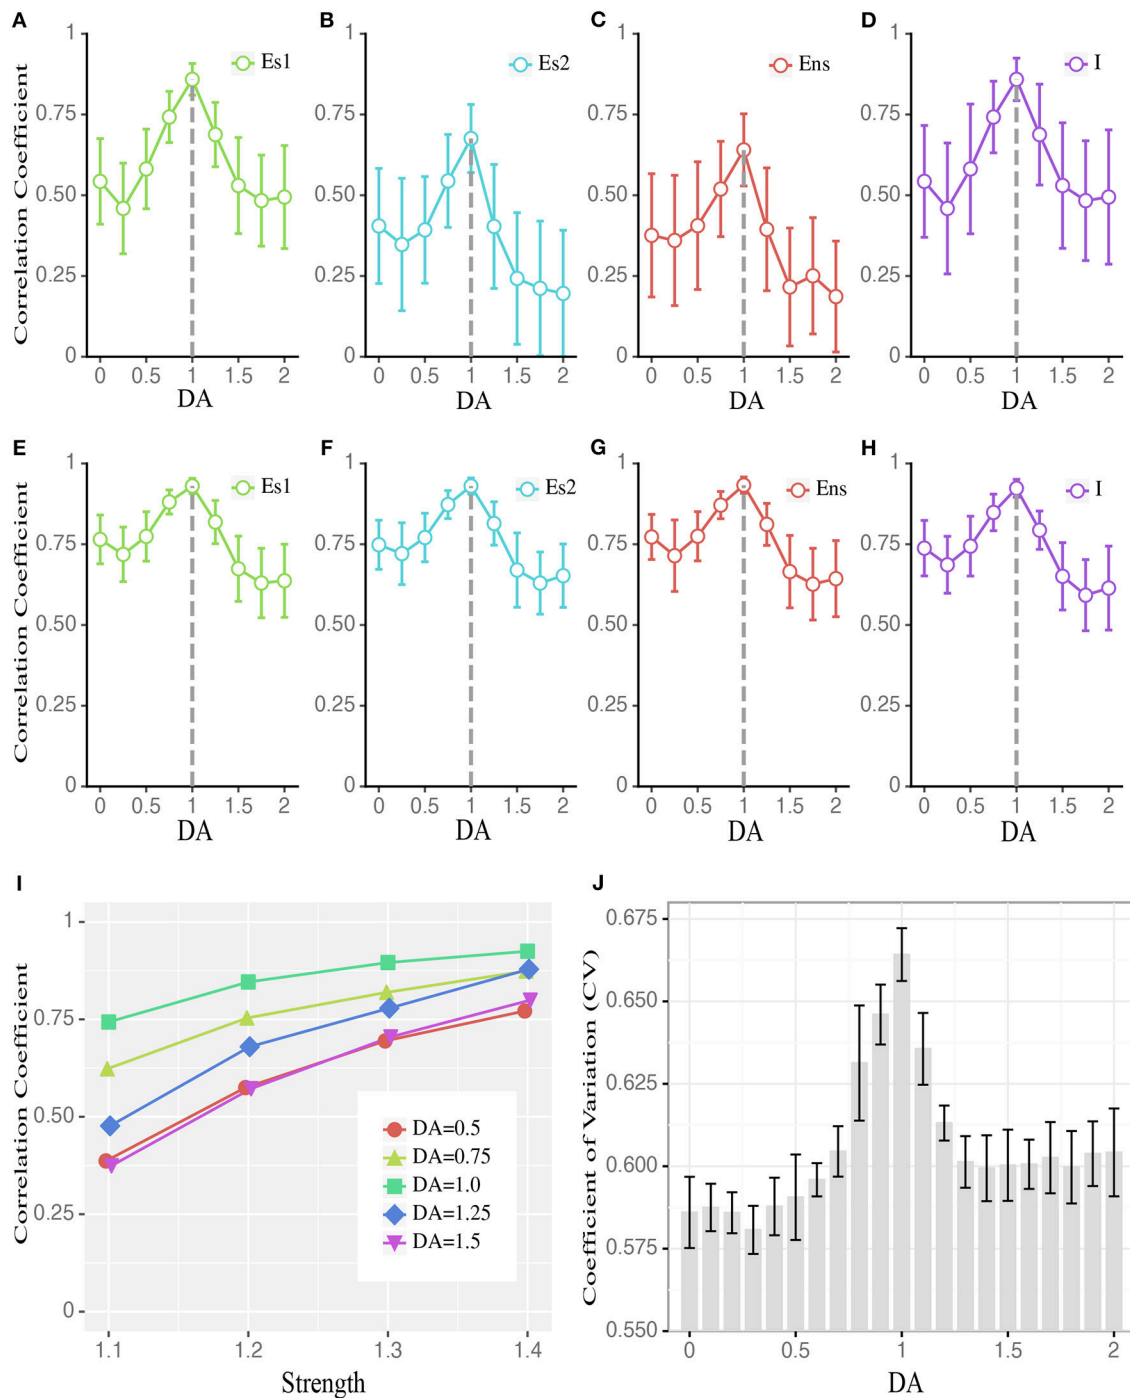 A
B
C
D
Correlation Coefficient
1
0.75
0.50
0.25
0
Es1
0 0.5 1 1.5 2
DA
1
0.75
0.50
0.25
0
Es2
0 0.5 1 1.5 2
DA
1
0.75
0.50
0.25
0
Ens
0 0.5 1 1.5 2
DA
1
0.75
0.50
0.25
0
I
0 0.5 1 1.5 2
DA
E
F
G
H
Correlation Coefficient
1
0.75
0.50
0.25
0
Es1
0 0.5 1 1.5 2
DA
1
0.75
0.50
0.25
0
Es2
0 0.5 1 1.5 2
DA
1
0.75
0.50
0.25
0
Ens
0 0.5 1 1.5 2
DA
1
0.75
0.50
0.25
0
I
0 0.5 1 1.5 2
DA
I
Correlation Coefficient
1
0.75
0.50
0.25
0
DA=0.5
DA=0.75
DA=1.0
DA=1.25
DA=1.5
1.1 1.2 1.3 1.4
Strength
J
Coefficient of Variation (CV)
0.675
0.650
0.625
0.600
0.575
0.550
0 0.5 1 1.5 2
DA